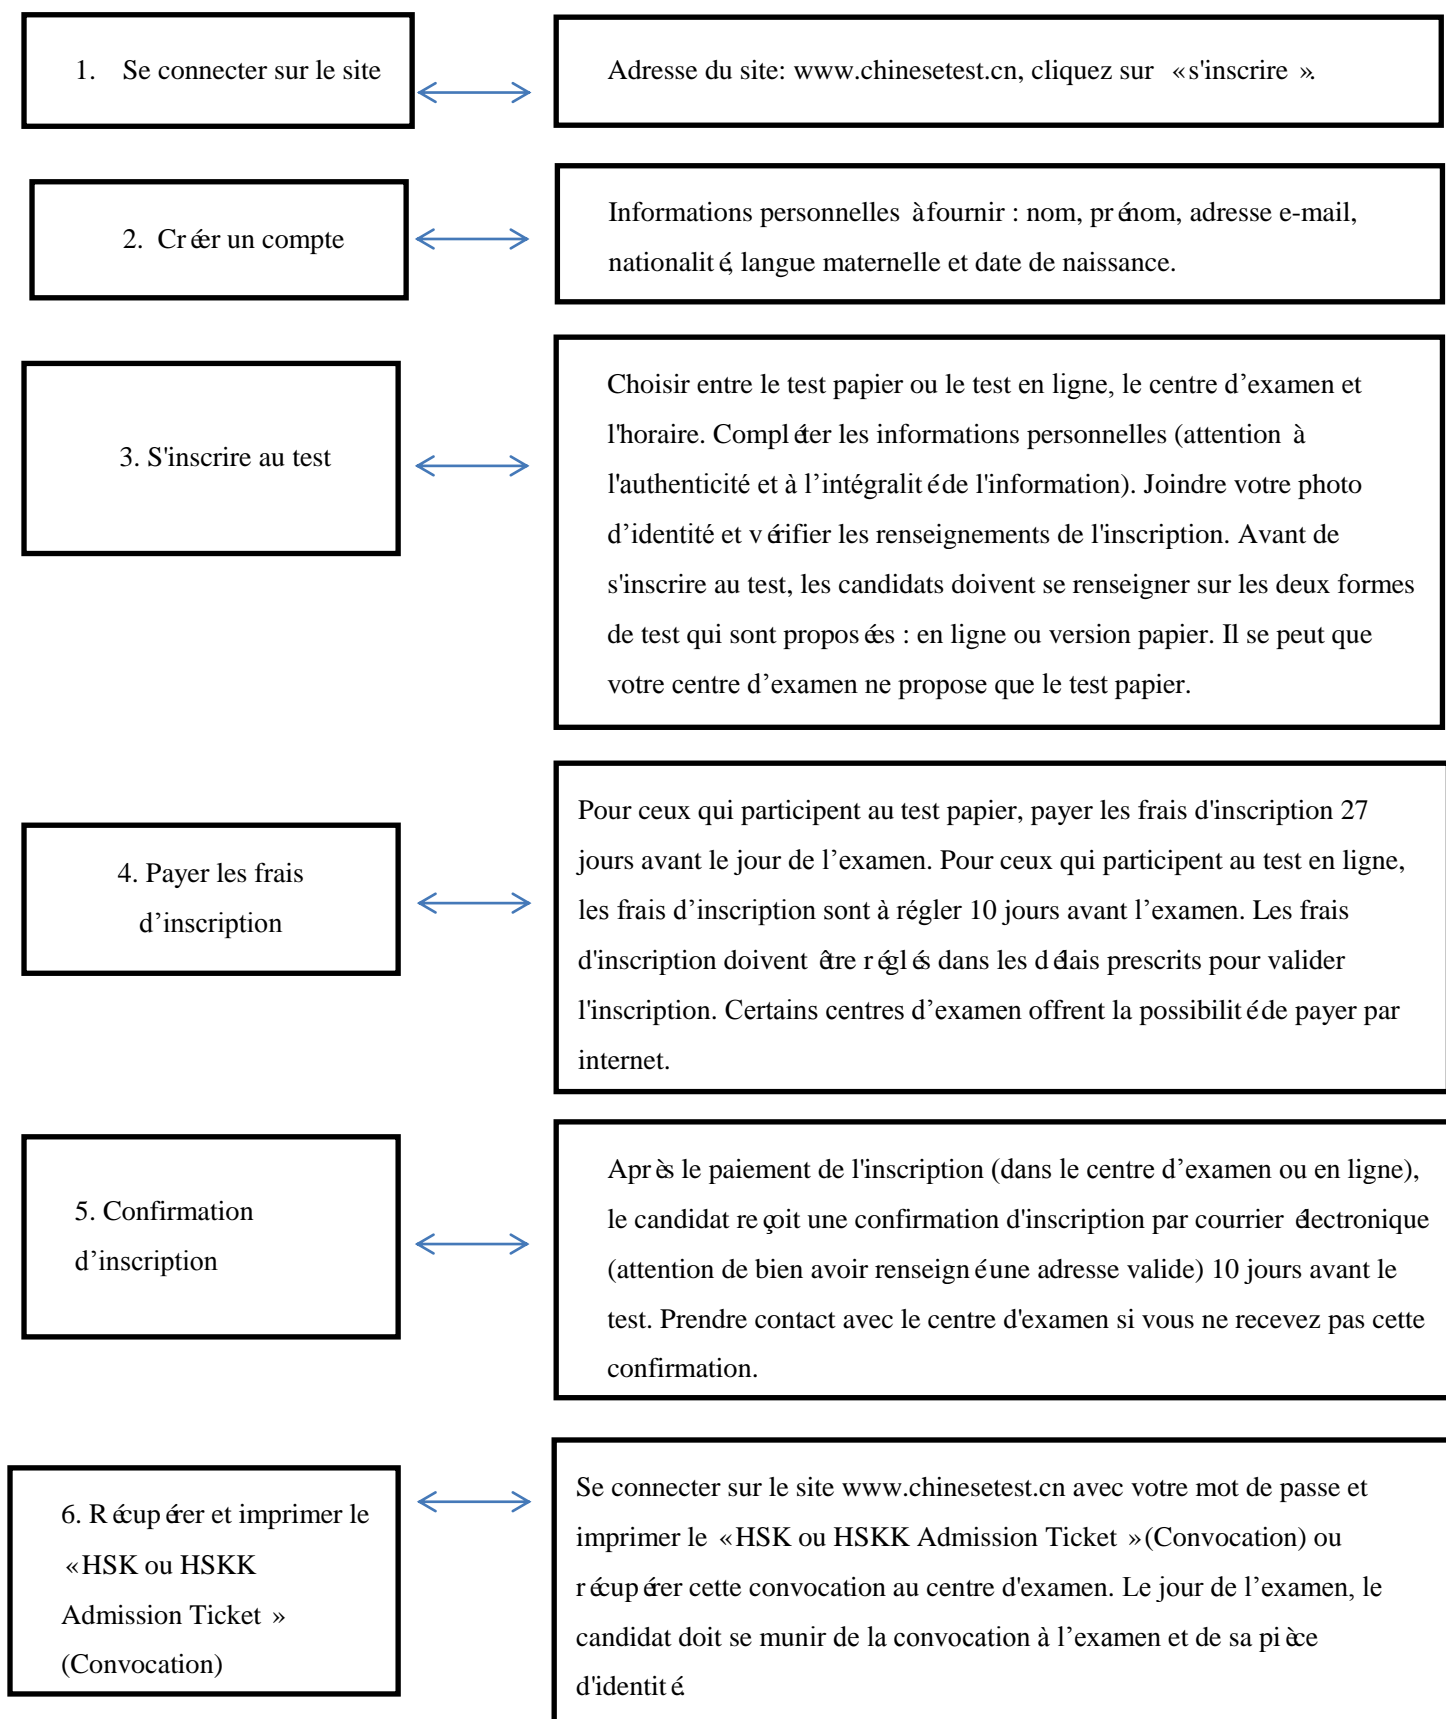 1. Se connecter sur le site
Adresse du site: www.chinesetest.cn, cliquez sur «s'inscrire ».
2. Créer un compte
Informations personnelles à fournir : nom, prénom, adresse e-mail,
nationalité, langue maternelle et date de naissance.
3. S'inscrire au test
Choisir entre le test papier ou le test en ligne, le centre d’examen et
l'horaire. Compléter les informations personnelles (attention à
l'authenticité et à l’intégralité de l'information). Joindre votre photo
d’identité et vérifier les renseignements de l'inscription. Avant de
s'inscrire au test, les candidats doivent se renseigner sur les deux formes
de test qui sont proposées : en ligne ou version papier. Il se peut que
votre centre d’examen ne propose que le test papier.
4. Payer les frais
d’inscription
Pour ceux qui participent au test papier, payer les frais d'inscription 27
jours avant le jour de l’examen. Pour ceux qui participent au test en ligne,
les frais d’inscription sont à régler 10 jours avant l’examen. Les frais
d'inscription doivent être réglés dans les délais prescrits pour valider
l'inscription. Certains centres d’examen offrent la possibilité de payer par
internet.
5. Confirmation
d’inscription
Après le paiement de l'inscription (dans le centre d’examen ou en ligne),
le candidat reçoit une confirmation d'inscription par courrier électronique
(attention de bien avoir renseigné une adresse valide) 10 jours avant le
test. Prendre contact avec le centre d'examen si vous ne recevez pas cette
confirmation.
6. Récupérer et imprimer le
«HSK ou HSKK
Admission Ticket »
(Convocation)
Se connecter sur le site www.chinesetest.cn avec votre mot de passe et
imprimer le «HSK ou HSKK Admission Ticket »(Convocation) ou
récupérer cette convocation au centre d'examen. Le jour de l’examen, le
candidat doit se munir de la convocation à l’examen et de sa pièce
d'identité.